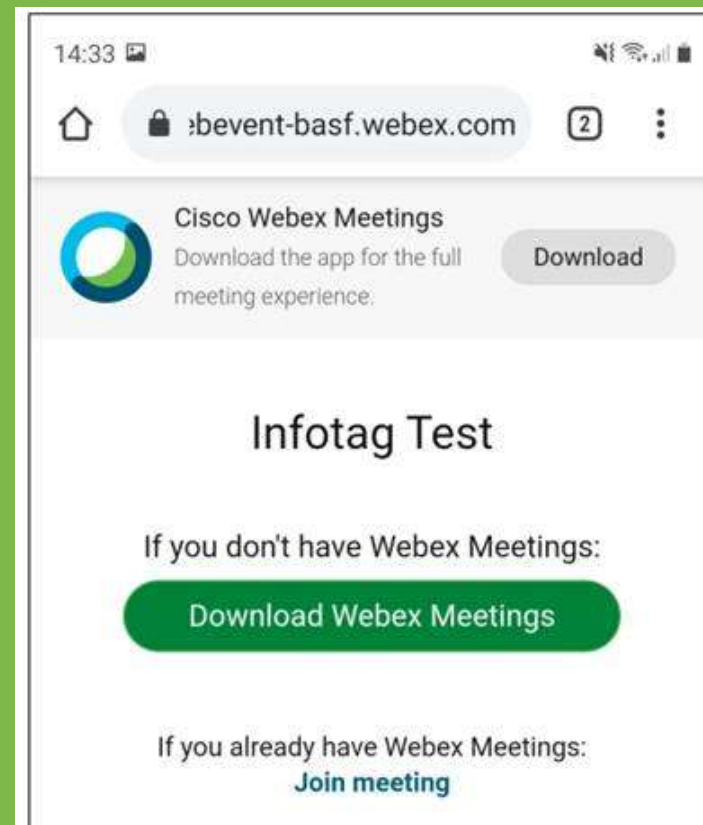 14:33
ebevent-basf.webex.com
2
Cisco Webex Meetings
Download the app for the full
meeting experience.
Download
Infotag Test
If you don't have Webex Meetings:
Download Webex Meetings
If you already have Webex Meetings:
Join meeting